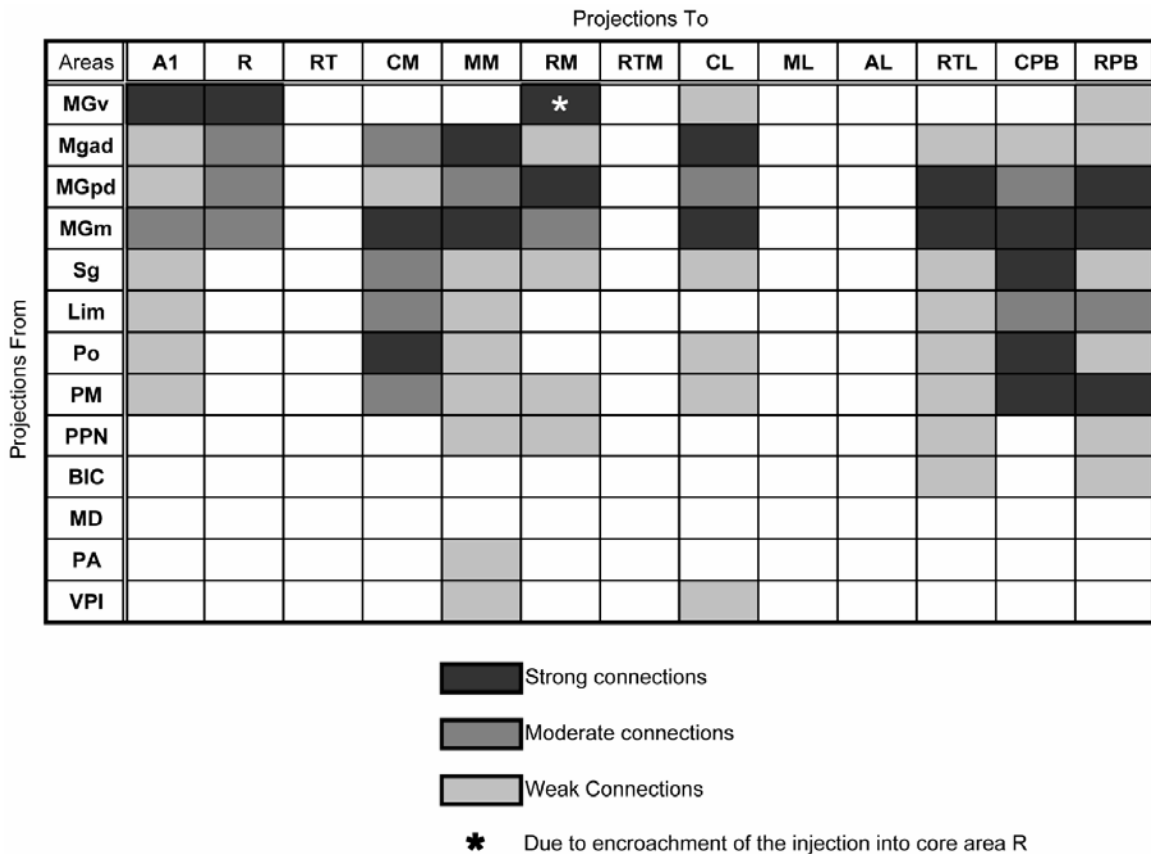 Projections To
Areas A1 R RT CM MM RM RTM CL ML AL RTL CPB RPB
MGv *
Mgad
MGpd
MGm
Sg
Lim
Po
PM
PPN
BIC
MD
PA
VPI
Projections From
Strong connections
Moderate connections
Weak Connections
* Due to encroachment of the injection into core area R